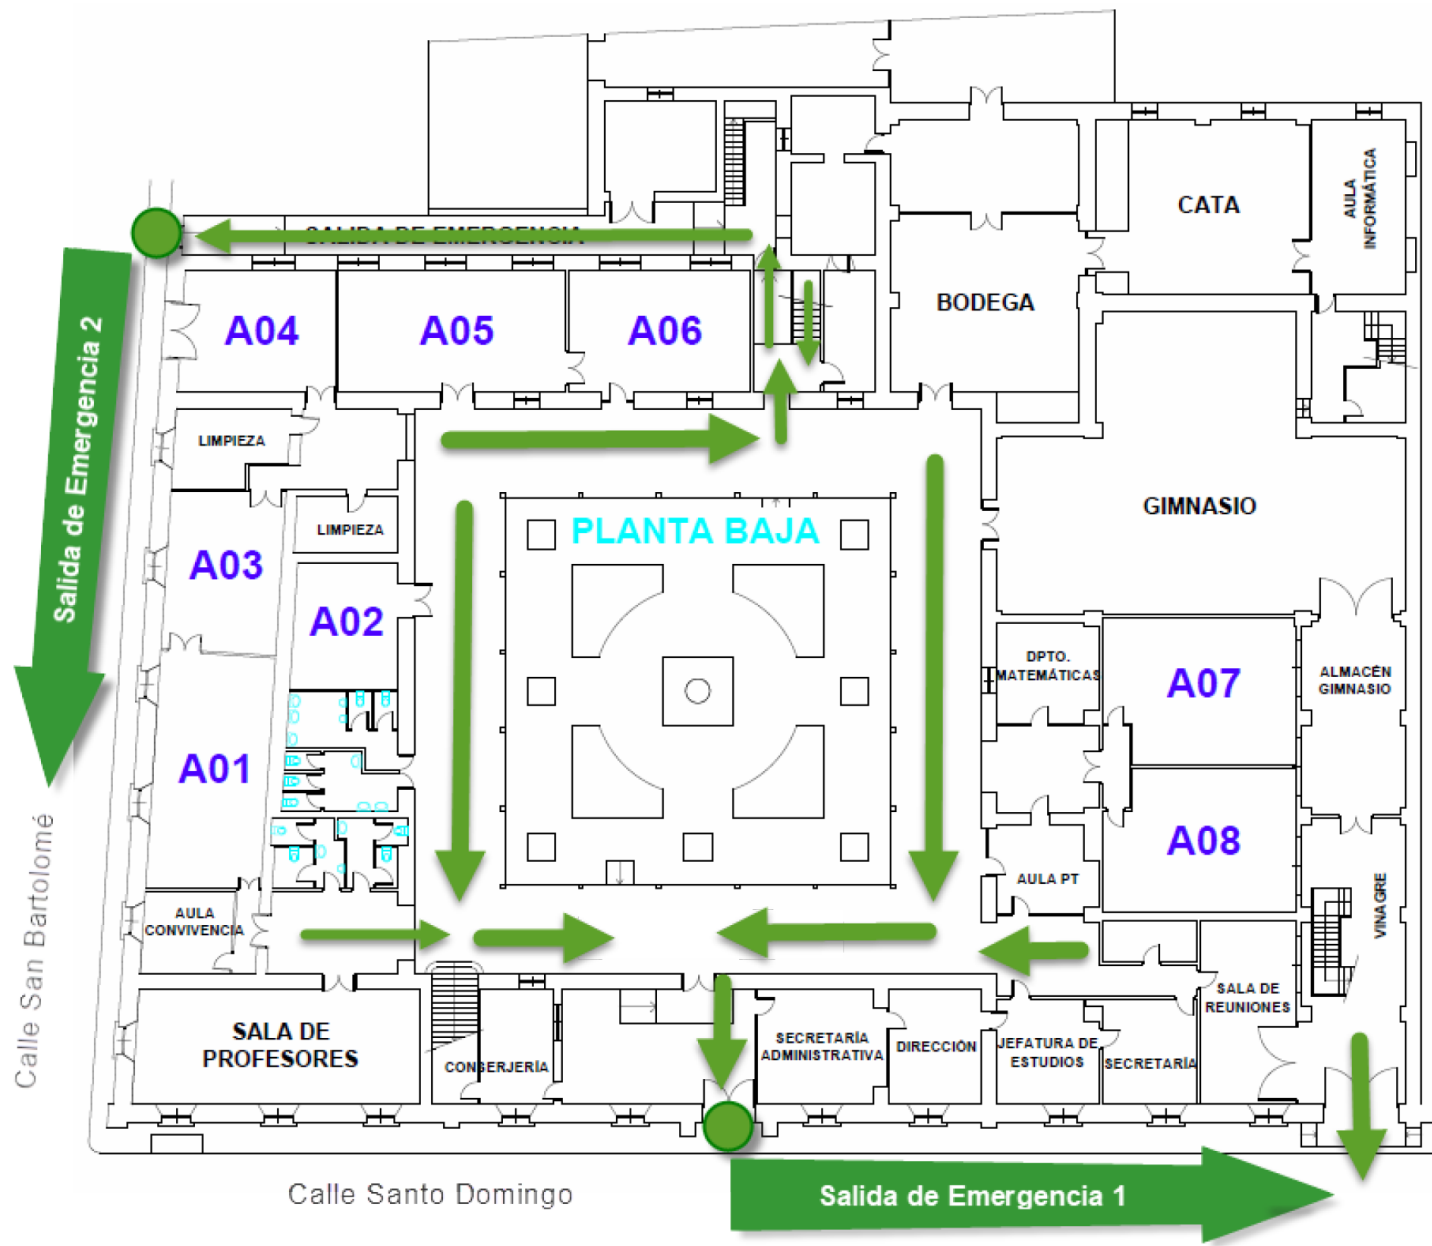 SALIDA DE EMERGENCIA
CATA
AULA
INFORMÁTICA
BODEGA
A04
A05
A06
Salida de Emergencia 2
LIMPIEZA
LIMPIEZA
GIMNASIO
PLANTA BAJA
A03
A02
DPTO.
MATEMÁTICAS
A07
ALMACÉN
GIMNASIO
A01
A08
AULA PT
AULA
CONVIVENCIA
VINAGRE
Calle San Bartolomé
SALA DE
REUNIONES
SALA DE
PROFESORES
CONSERJERÍA
SECRETARÍA
ADMINISTRATIVA
DIRECCIÓN
JEFATURA DE
ESTUDIOS
SECRETARÍA
Calle Santo Domingo
Salida de Emergencia 1